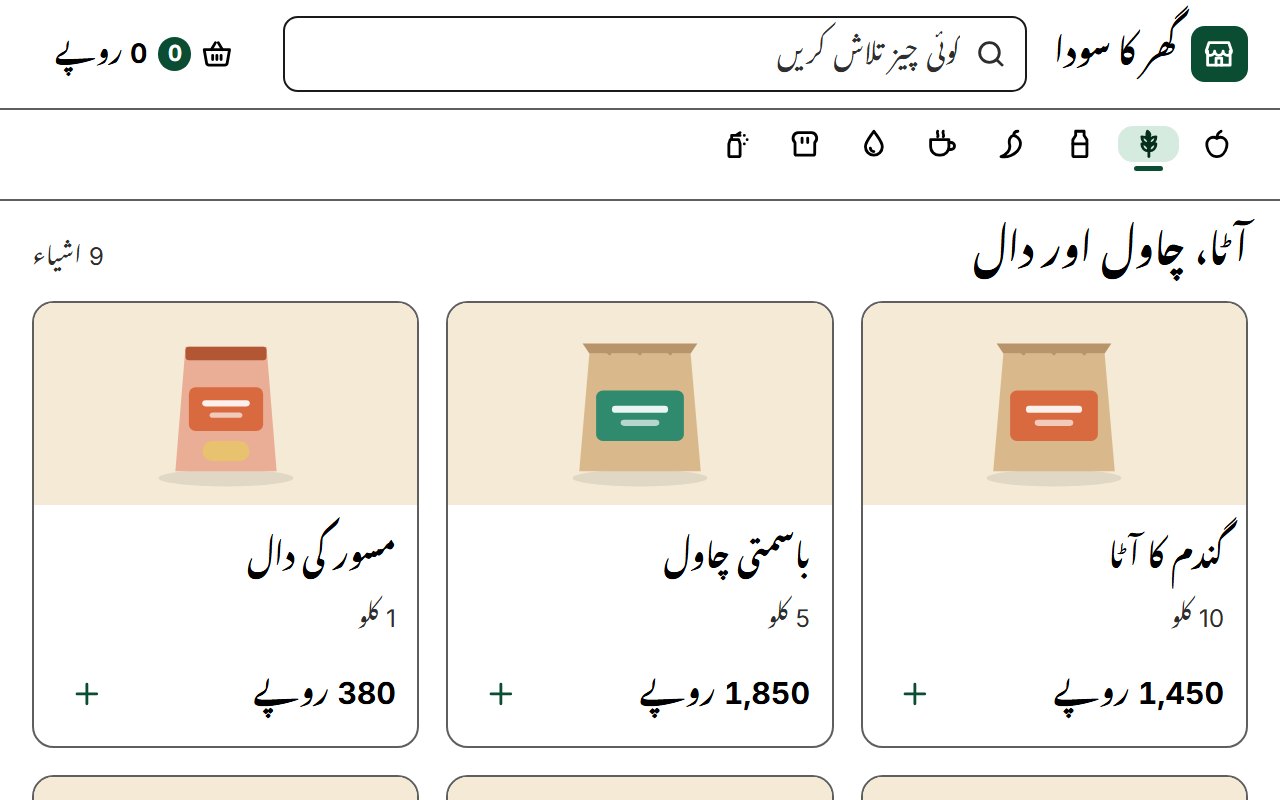 گھر کا سودا
کوئی چیز تلاش کریں
0 0 روپے
آٹا، چاول اور دال
9 اشیاء
گندم کا آٹا
10 کلو
1,450 روپے
باسمتی چاول
5 کلو
1,850 روپے
مسور کی دال
1 کلو
380 روپے